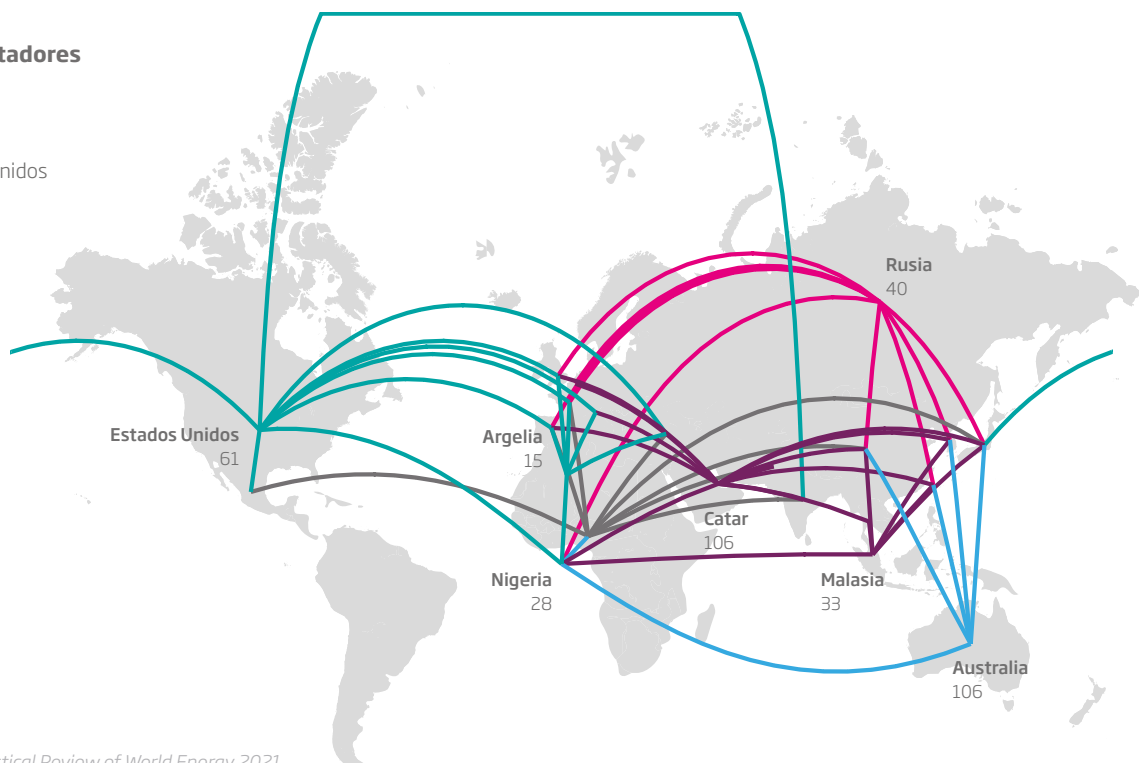 tadores
nidos
Rusia
40
Estados Unidos
61
Argelia
15
Catar
106
Nigeria
28
Malasia
33
Australia
106
tical Review of World Energy 2021